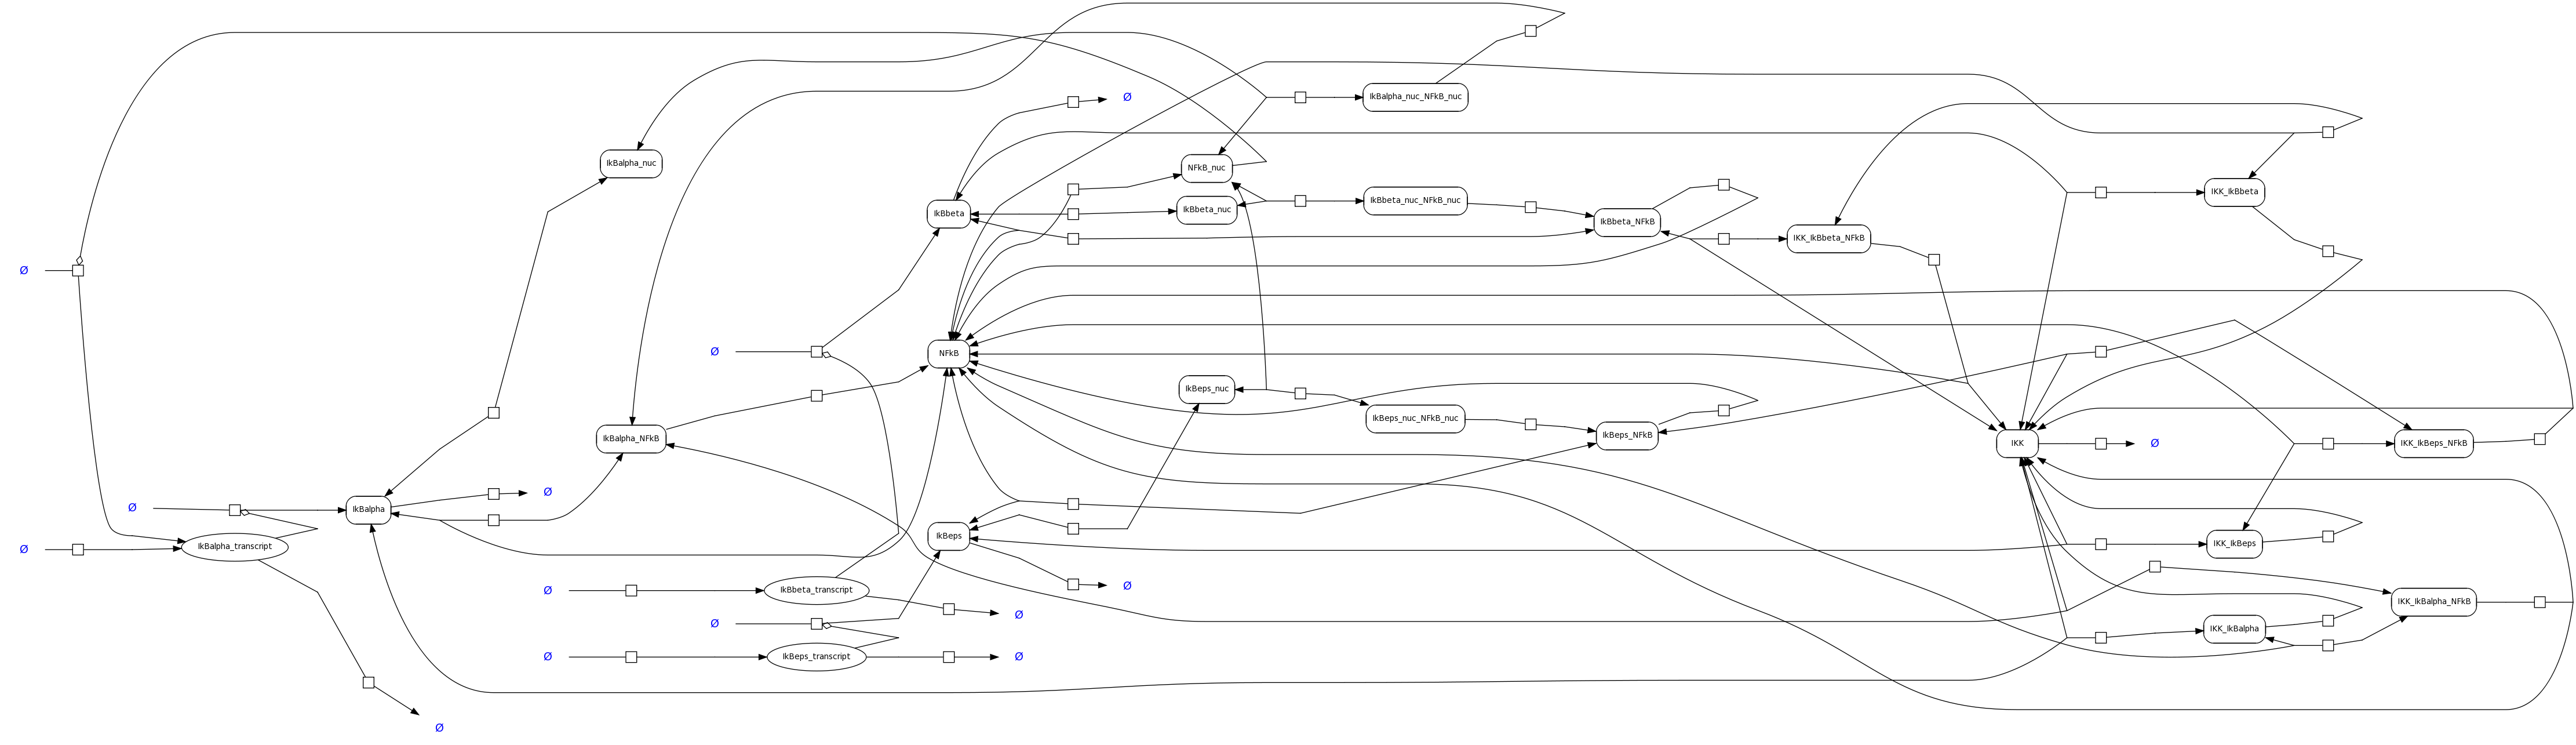 Ø
IkBalpha_nuc_NFkB_nuc
IkBalpha_nuc
NFkB_nuc
IKK_IkBbeta
IkBbeta_nuc_NFkB_nuc
IkBbeta_nuc
IkBbeta
IkBbeta_NFkB
IKK_IkBbeta_NFkB
Ø
Ø
NFkB
IkBeps_nuc
IkBeps_nuc_NFkB_nuc
IkBeps_NFkB
IkBalpha_NFkB
IKK
Ø
IKK_IkBeps_NFkB
Ø
Ø
IkBalpha
IkBeps
IKK_IkBeps
Ø
IkBalpha_transcript
Ø
Ø
IkBbeta_transcript
IKK_IkBalpha_NFkB
Ø
Ø
IKK_IkBalpha
Ø
IkBeps_transcript
Ø
Ø